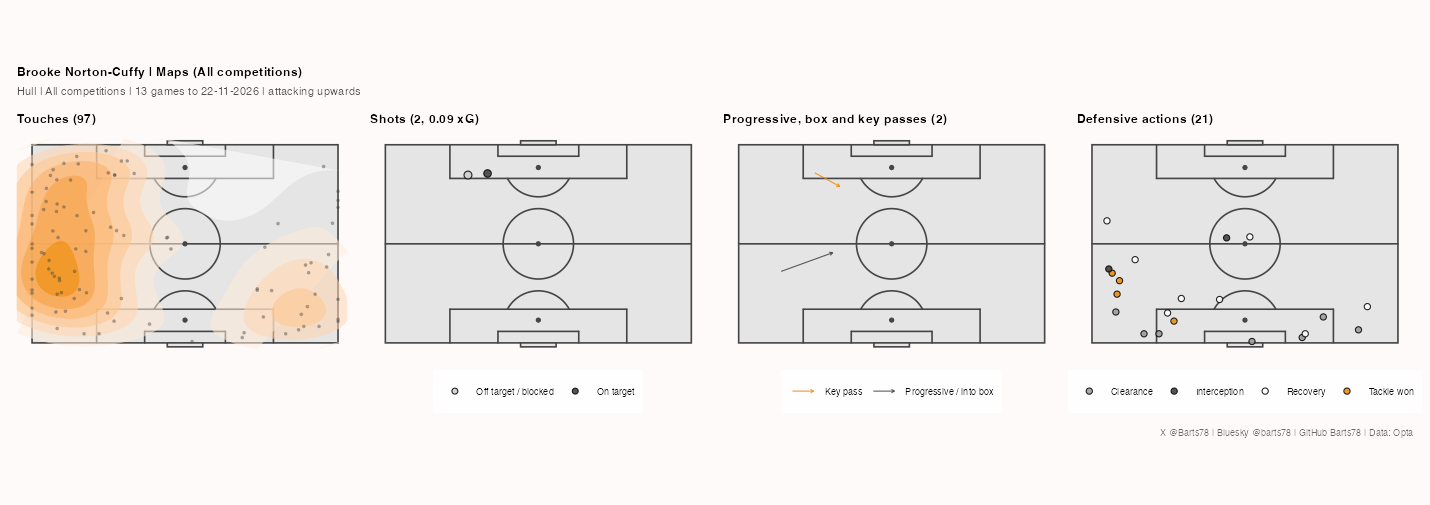 Brooke Norton-Cuffy | Maps (All competitions)
Hull | All competitions | 13 games to 22-11-2026 | attacking upwards
Touches (97)
Shots (2, 0.09 xG)
Progressive, box and key passes (2)
Defensive actions (21)
Off target / blocked
On target
Key pass
Progressive / into box
Clearance
Interception
Recovery
Tackle won
X @Barts78 | Bluesky @barts78 | GitHub Barts78 | Data: Opta